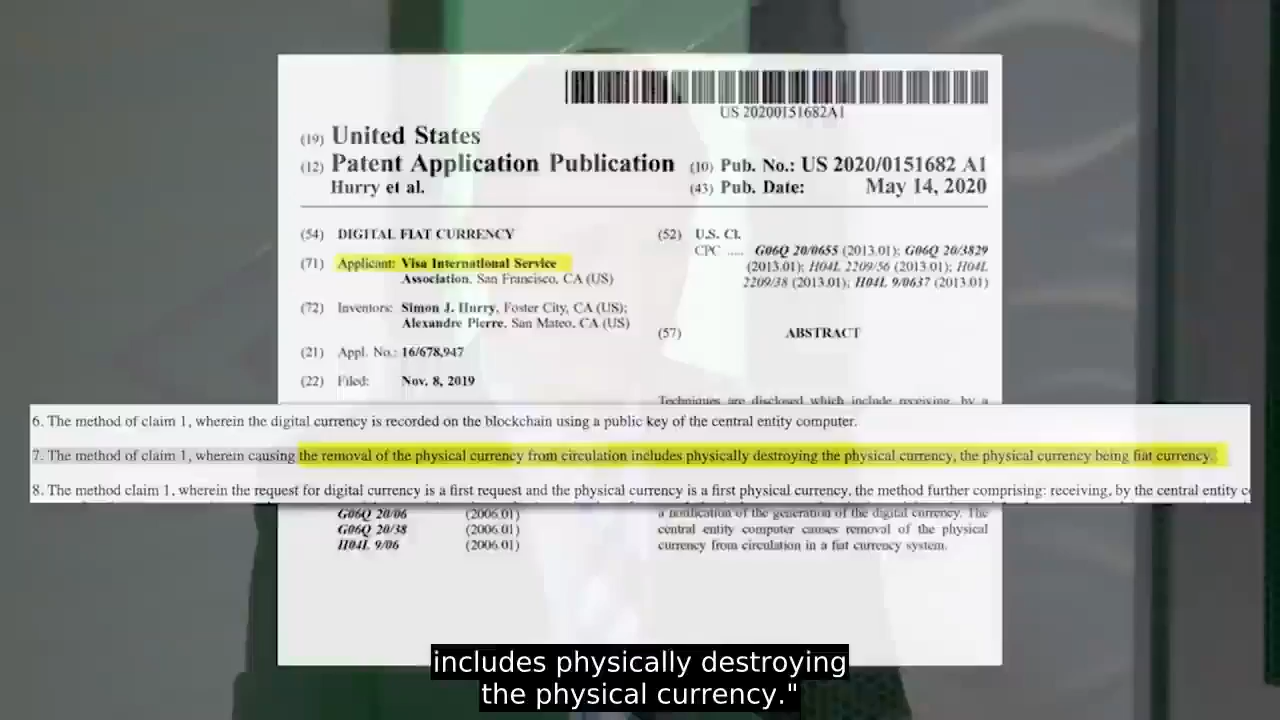 US 20200151682A1
(19) United States
(12) Patent Application Publication (10) Pub. No.: US 2020/0151682 A1
Hurry et al. (43) Pub. Date: May 14, 2020
(54) DIGITAL FIAT CURRENCY
(71) Applicant: Visa International Service
Association, San Francisco, CA (US)
(72) Inventors: Simon J. Hurry, Foster City, CA (US);
Alexandre Pierre, San Mateo, CA (US)
(21) Appl. No.: 16/678,947
(22) Filed: Nov. 8, 2019
(52) U.S. Cl.
CPC ..... G06Q 20/0655 (2013.01); G06Q 20/3829
(2013.01); H04L 2209/56 (2013.01); H04L
2209/38 (2013.01); H04L 9/0637 (2013.01)
(57) ABSTRACT
Techniques are disclosed which include receiving, by a
6. The method of claim 1, wherein the digital currency is recorded on the blockchain using a public key of the central entity computer.
7. The method of claim 1, wherein causing the removal of the physical currency from circulation includes physically destroying the physical currency, the physical currency being fiat currency.
8. The method claim 1, wherein the request for digital currency is a first request and the physical currency is a first physical currency, the method further comprising: receiving, by the central entity c
G06Q 20/06 (2006.01)
G06Q 20/38 (2006.01)
H04L 9/06 (2006.01)
a notification of the generation of the digital currency. The
central entity computer causes removal of the physical
currency from circulation in a fiat currency system.
includes physically destroying
the physical currency."